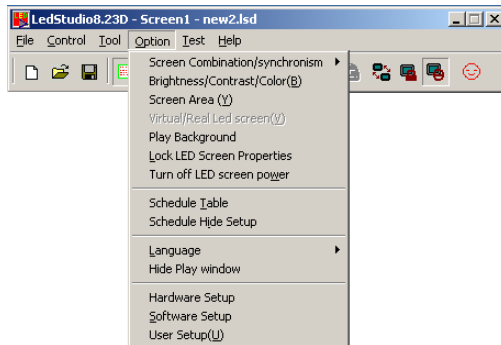 LedStudio8.23D - Screen1 - new2.lsd
File Control Tool Option Test Help
Screen Combination/synchronism
Brightness/Contrast/Color(B)
Screen Area (Y)
Virtual/Real Led screen(V)
Play Background
Lock LED Screen Properties
Turn off LED screen power
Schedule Table
Schedule Hide Setup
Language
Hide Play window
Hardware Setup
Software Setup
User Setup(U)